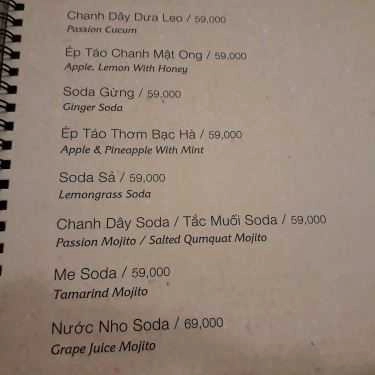 Chanh Dây Dưa Leo / 59,000
Passion Cucum
Ép Táo Chanh Mật Ong / 59,000
Apple, Lemon With Honey
Soda Gừng / 59,000
Ginger Soda
Ép Táo Thơm Bạc Hà / 59,000
Apple & Pineapple With Mint
Soda Sả / 59,000
Lemongrass Soda
Chanh Dây Soda / Tắc Muối Soda / 59,000
Passion Mojito / Salted Qumquat Mojito
Me Soda / 59,000
Tamarind Mojito
Nước Nho Soda / 69,000
Grape Juice Mojito